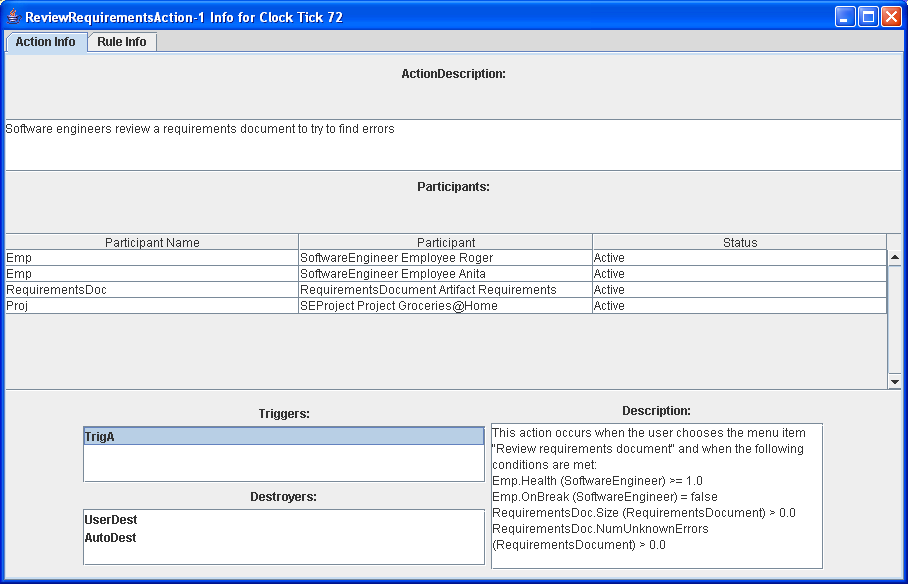 ReviewRequirementsAction-1 Info for Clock Tick 72
Action Info Rule Info
ActionDescription:
Software engineers review a requirements document to try to find errors
Participants:
Participant Name Participant Status
Emp SoftwareEngineer Employee Roger Active
Emp SoftwareEngineer Employee Anita Active
RequirementsDoc RequirementsDocument Artifact Requirements Active
Proj SEProject Project Groceries@Home Active
Triggers:
TrigA
Destroyers:
UserDest
AutoDest
Description:
This action occurs when the user chooses the menu item
"Review requirements document" and when the following
conditions are met:
Emp.Health (SoftwareEngineer) >= 1.0
Emp.OnBreak (SoftwareEngineer) = false
RequirementsDoc.Size (RequirementsDocument) > 0.0
RequirementsDoc.NumUnknownErrors
(RequirementsDocument) > 0.0